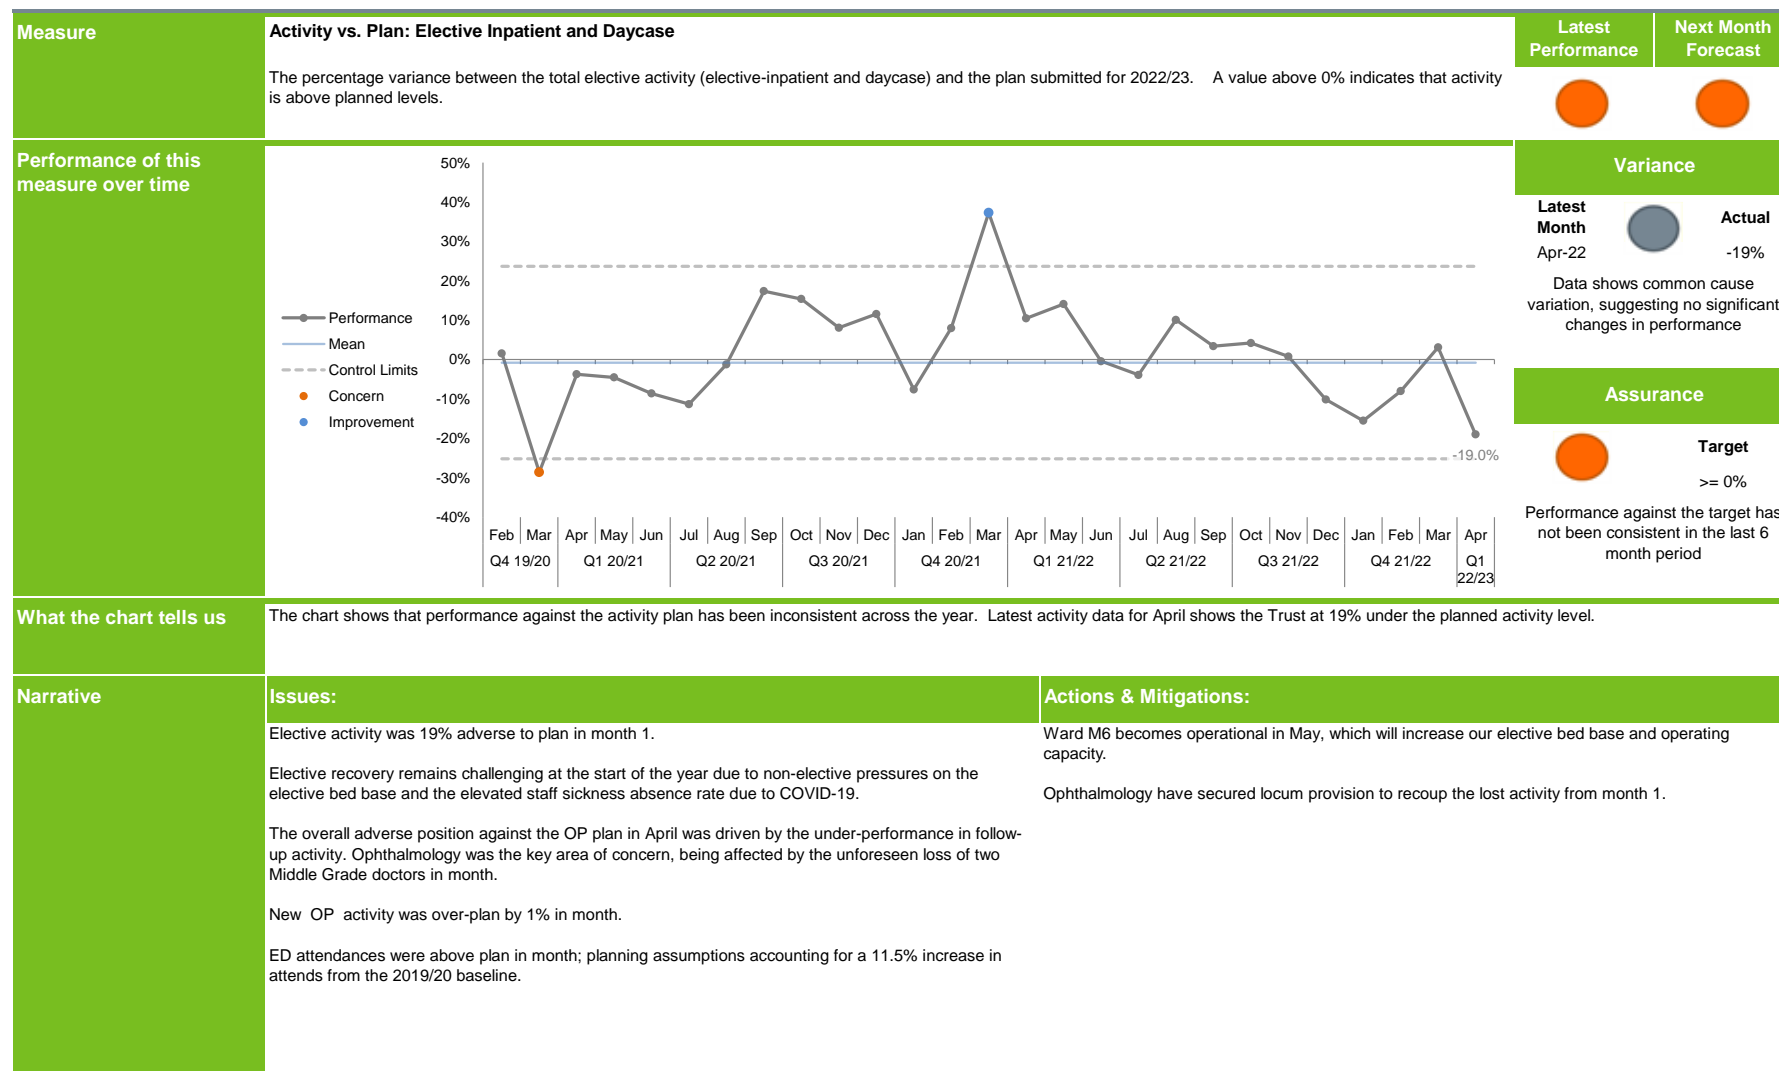 Measure
Activity vs. Plan: Elective Inpatient and Daycase
The percentage variance between the total elective activity (elective-inpatient and daycase) and the plan submitted for 2022/23.    A value above 0% indicates that activity
is above planned levels.
Latest
Performance
Next Month
Forecast
Performance of this
measure over time
50%
40%
30%
20%
10%
0%
-10%
-20%
-30%
-40%
Performance
Mean
Control Limits
Concern
Improvement
-19.0%
Feb Mar Apr May Jun Jul Aug Sep Oct Nov Dec Jan Feb Mar Apr May Jun Jul Aug Sep Oct Nov Dec Jan Feb Mar Apr
Q4 19/20 Q1 20/21 Q2 20/21 Q3 20/21 Q4 20/21 Q1 21/22 Q2 21/22 Q3 21/22 Q4 21/22 Q1
22/23
Variance
Latest
Month
Actual
Apr-22
-19%
Data shows common cause
variation, suggesting no significant
changes in performance
Assurance
Target
>= 0%
Performance against the target has
not been consistent in the last 6
month period
What the chart tells us
The chart shows that performance against the activity plan has been inconsistent across the year.  Latest activity data for April shows the Trust at 19% under the planned activity level.
Narrative
Issues:
Elective activity was 19% adverse to plan in month 1.
Elective recovery remains challenging at the start of the year due to non-elective pressures on the
elective bed base and the elevated staff sickness absence rate due to COVID-19.
The overall adverse position against the OP plan in April was driven by the under-performance in follow-
up activity. Ophthalmology was the key area of concern, being affected by the unforeseen loss of two
Middle Grade doctors in month.
New  OP  activity was over-plan by 1% in month.
ED attendances were above plan in month; planning assumptions accounting for a 11.5% increase in
attends from the 2019/20 baseline.
Actions & Mitigations:
Ward M6 becomes operational in May, which will increase our elective bed base and operating
capacity.
Ophthalmology have secured locum provision to recoup the lost activity from month 1.